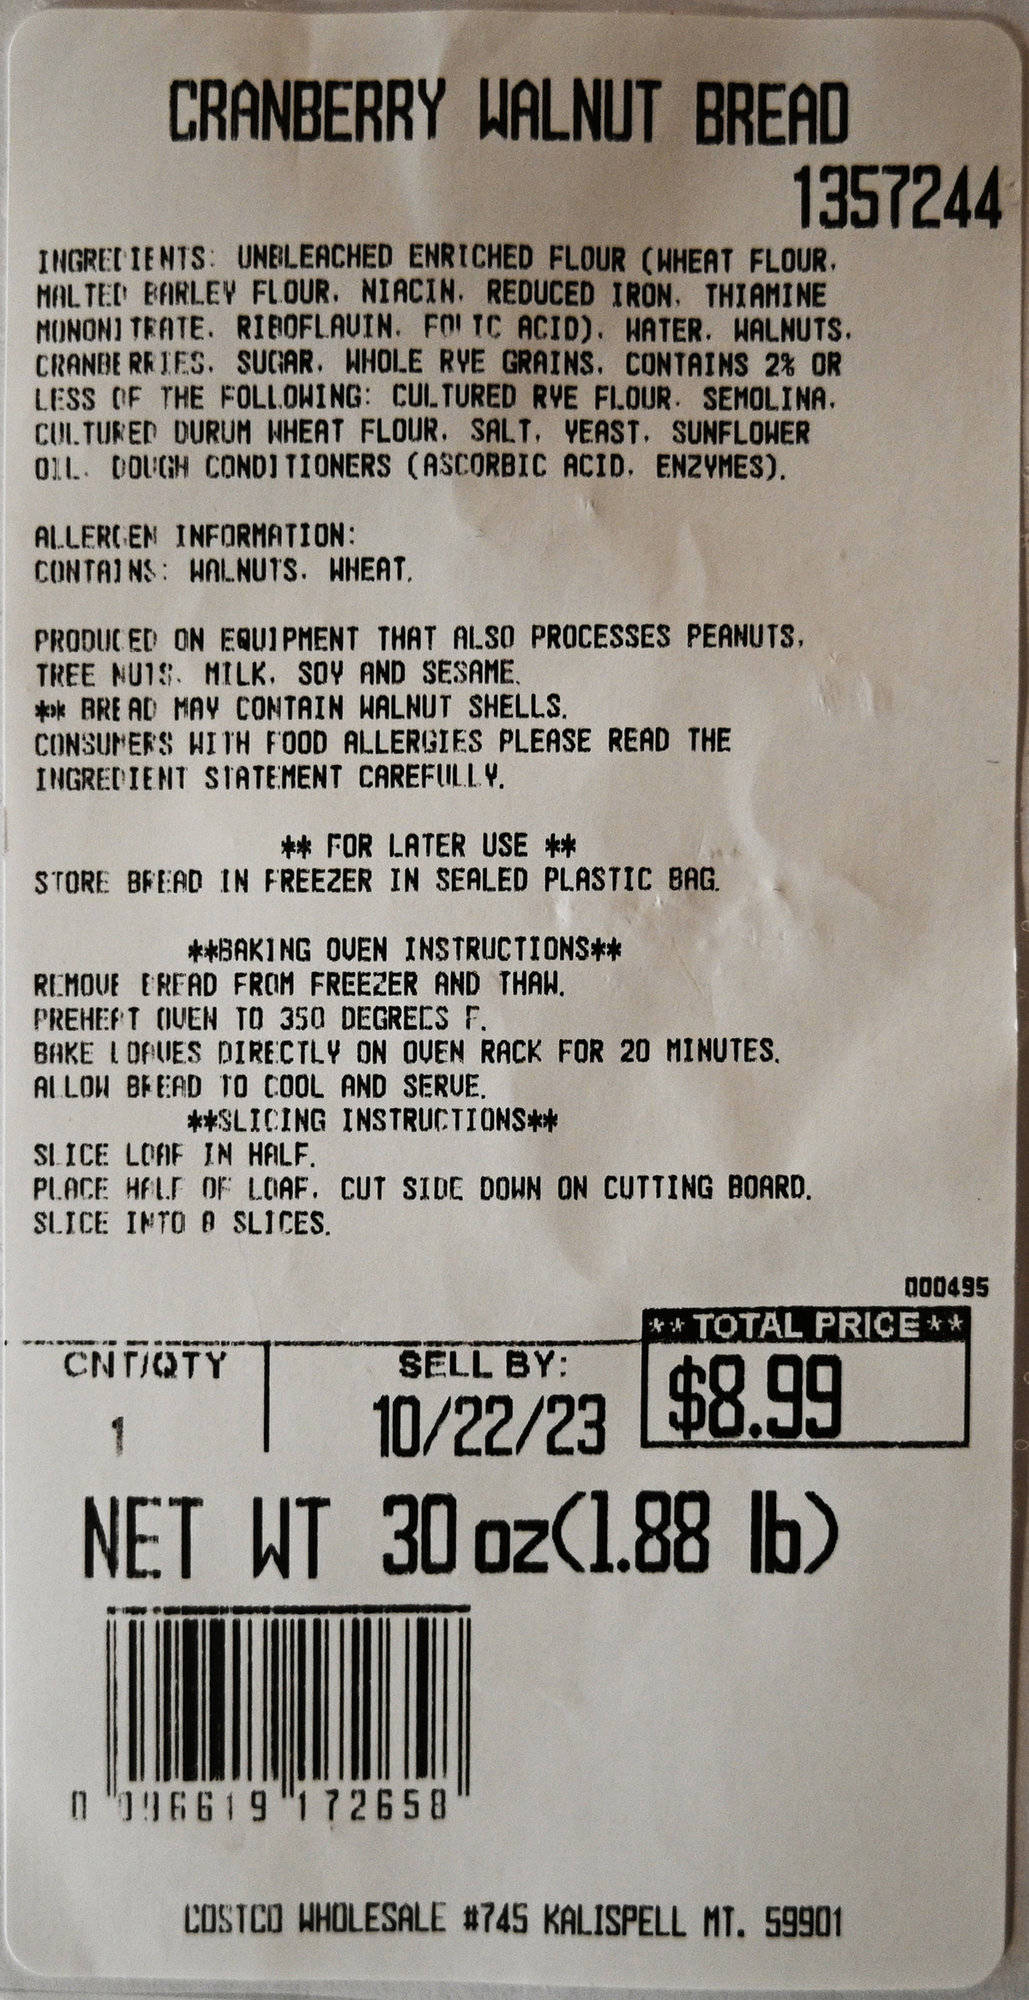 CRANBERRY WALNUT BREAD
1357244
INGREDIENTS: UNBLEACHED ENRICHED FLOUR (WHEAT FLOUR,
MALTED BARLEY FLOUR, NIACIN, REDUCED IRON, THIAMINE
MONONITRATE, RIBOFLAVIN, FOLIC ACID), WATER, WALNUTS,
CRANBERRIES, SUGAR, WHOLE RYE GRAINS, CONTAINS 2% OR
LESS OF THE FOLLOWING: CULTURED RYE FLOUR, SEMOLINA,
CULTURED DURUM WHEAT FLOUR, SALT, YEAST, SUNFLOWER
OIL, DOUGH CONDITIONERS (ASCORBIC ACID, ENZYMES).
ALLERGEN INFORMATION:
CONTAINS: WALNUTS, WHEAT.
PRODUCED ON EQUIPMENT THAT ALSO PROCESSES PEANUTS,
TREE NUTS, MILK, SOY AND SESAME.
** BREAD MAY CONTAIN WALNUT SHELLS.
CONSUMERS WITH FOOD ALLERGIES PLEASE READ THE
INGREDIENT STATEMENT CAREFULLY.
** FOR LATER USE **
STORE BREAD IN FREEZER IN SEALED PLASTIC BAG.
**BAKING OVEN INSTRUCTIONS**
REMOVE BREAD FROM FREEZER AND THAW.
PREHEAT OVEN TO 350 DEGREES F.
BAKE LOAVES DIRECTLY ON OVEN RACK FOR 20 MINUTES.
ALLOW BREAD TO COOL AND SERVE.
**SLICING INSTRUCTIONS**
SLICE LOAF IN HALF.
PLACE HALF OF LOAF, CUT SIDE DOWN ON CUTTING BOARD.
SLICE INTO 8 SLICES.
000495
**TOTAL PRICE**
CNT/QTY SELL BY: $8.99
1 10/22/23
NET WT 30 oz(1.88 lb)
0 096619 172658
COSTCO WHOLESALE #745 KALISPELL MT. 59901